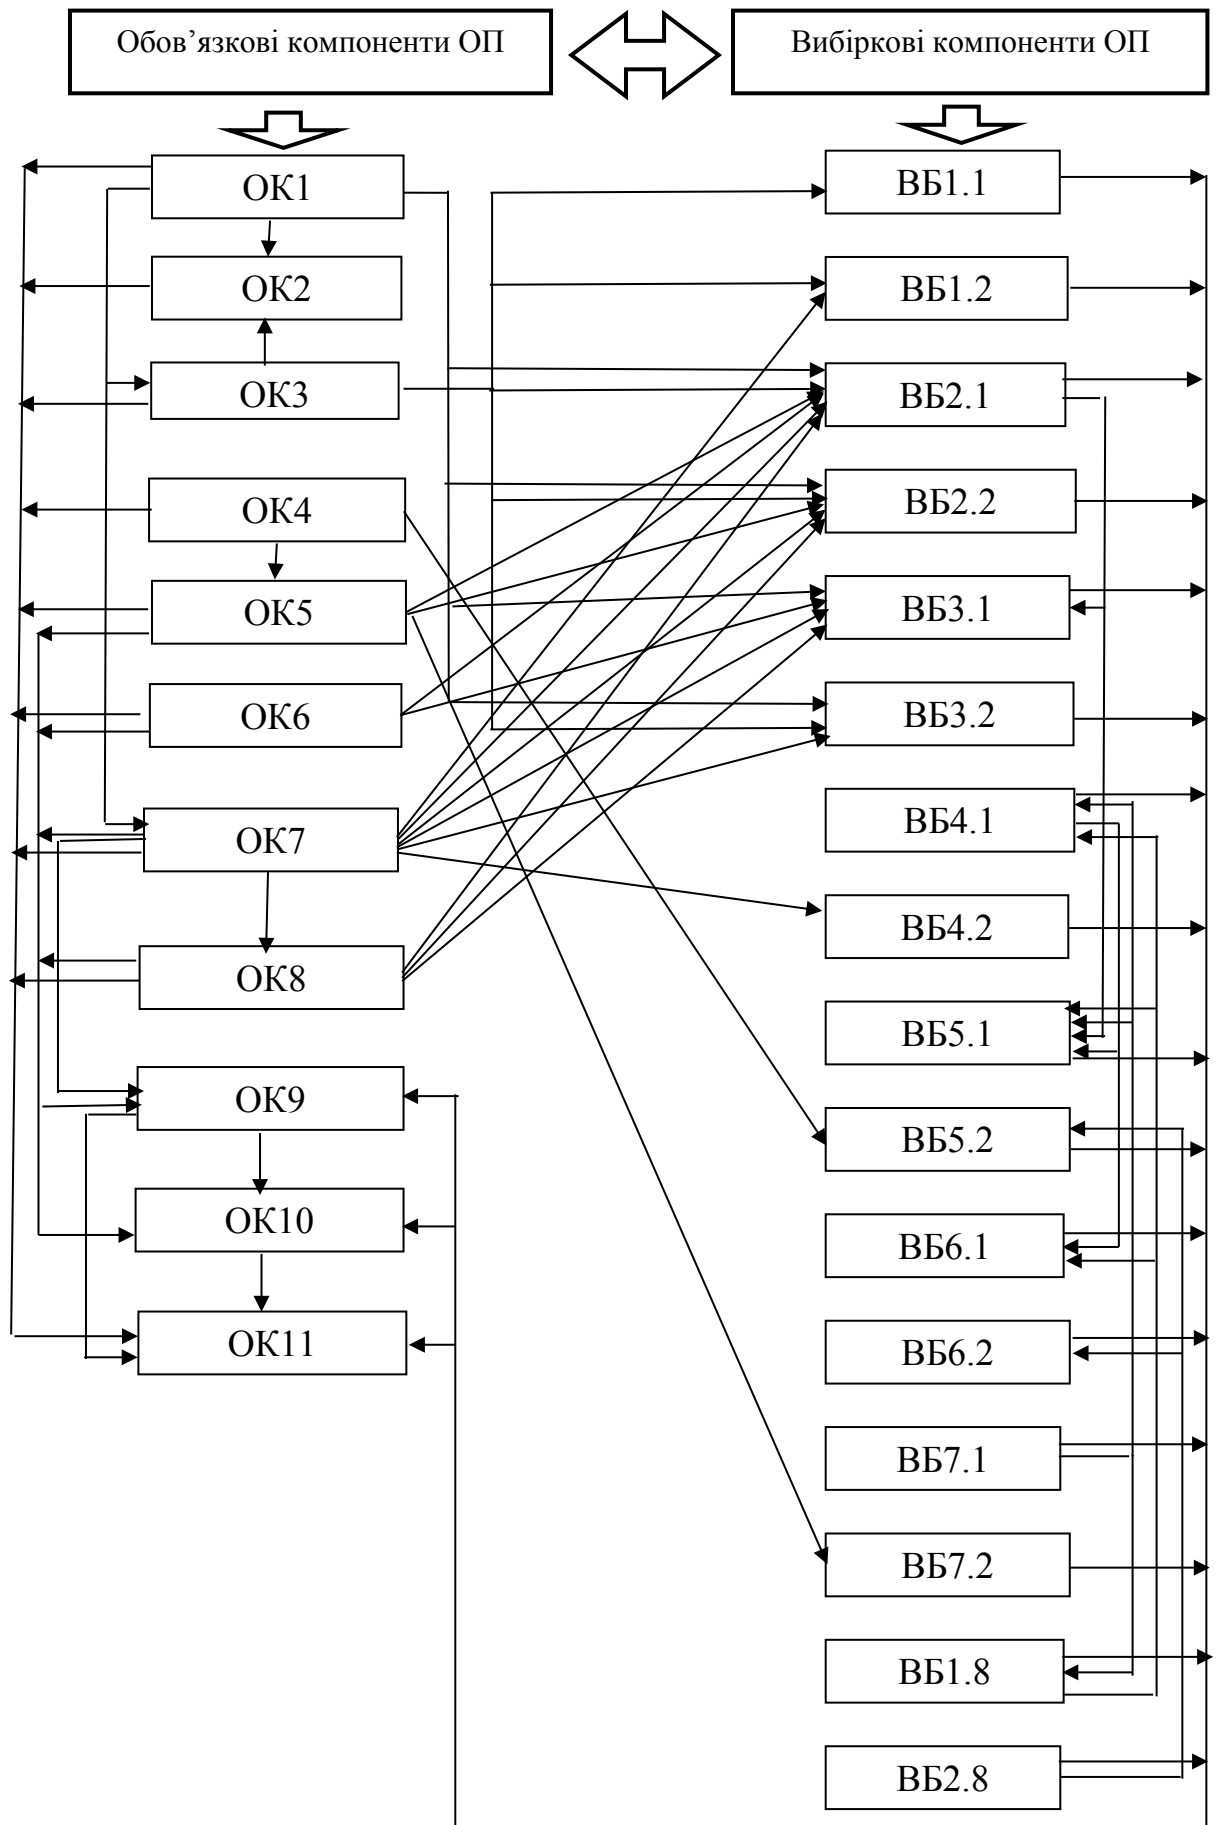 Обов’язкові компоненти ОП
Вибіркові компоненти ОП
ОК1
ОК2
ОК3
ОК4
ОК5
ОК6
ОК7
ОК8
ОК9
ОК10
ОК11
ВБ1.1
ВБ1.2
ВБ2.1
ВБ2.2
ВБ3.1
ВБ3.2
ВБ4.1
ВБ4.2
ВБ5.1
ВБ5.2
ВБ6.1
ВБ6.2
ВБ7.1
ВБ7.2
ВБ1.8
ВБ2.8